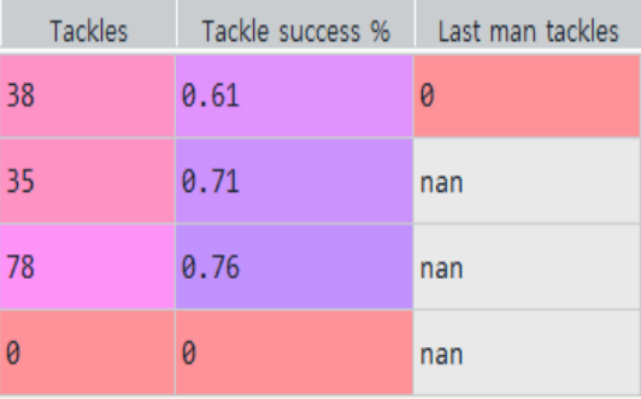 Tackles Tackle success % Last man tackles
38 0.61 0
35 0.71 nan
78 0.76 nan
0 0 nan